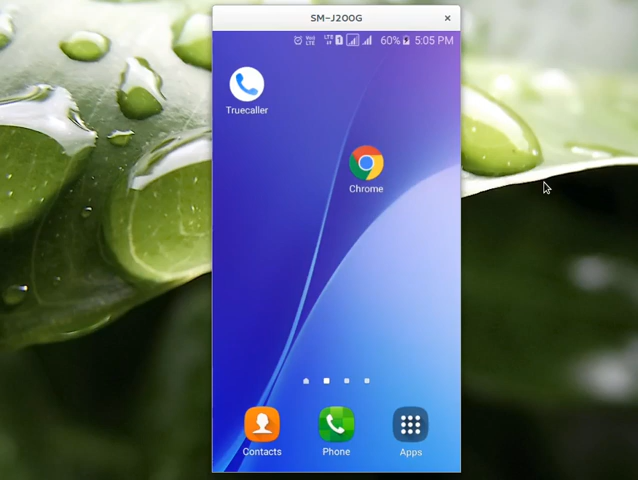 SM-J200G
60% 5:05 PM
Truecaller
Chrome
Contacts Phone Apps